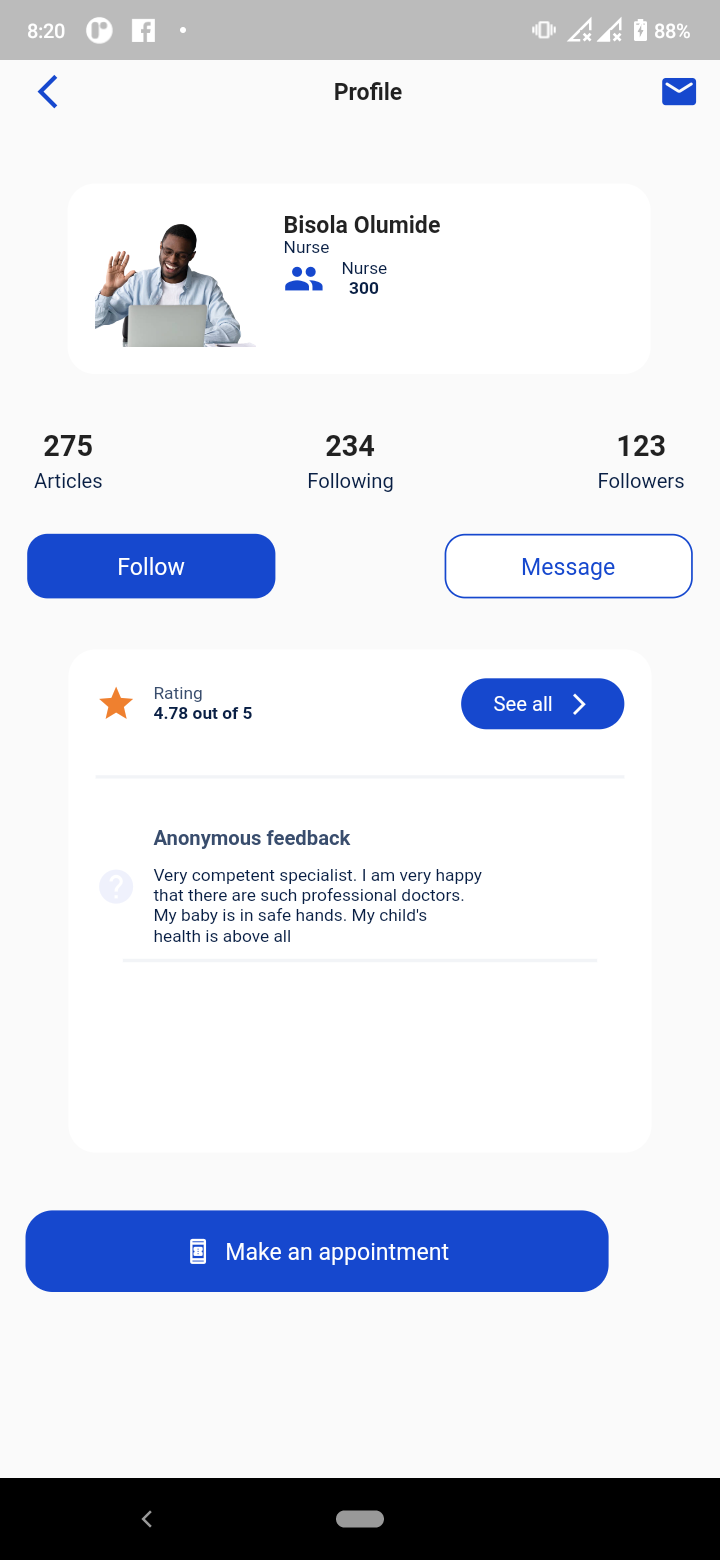 8:20
88%
Profile
Bisola Olumide
Nurse
Nurse
300
275
234
123
Articles
Following
Followers
Follow
Message
Rating
4.78 out of 5
See all
Anonymous feedback
Very competent specialist. I am very happy
that there are such professional doctors.
My baby is in safe hands. My child's
health is above all
Make an appointment